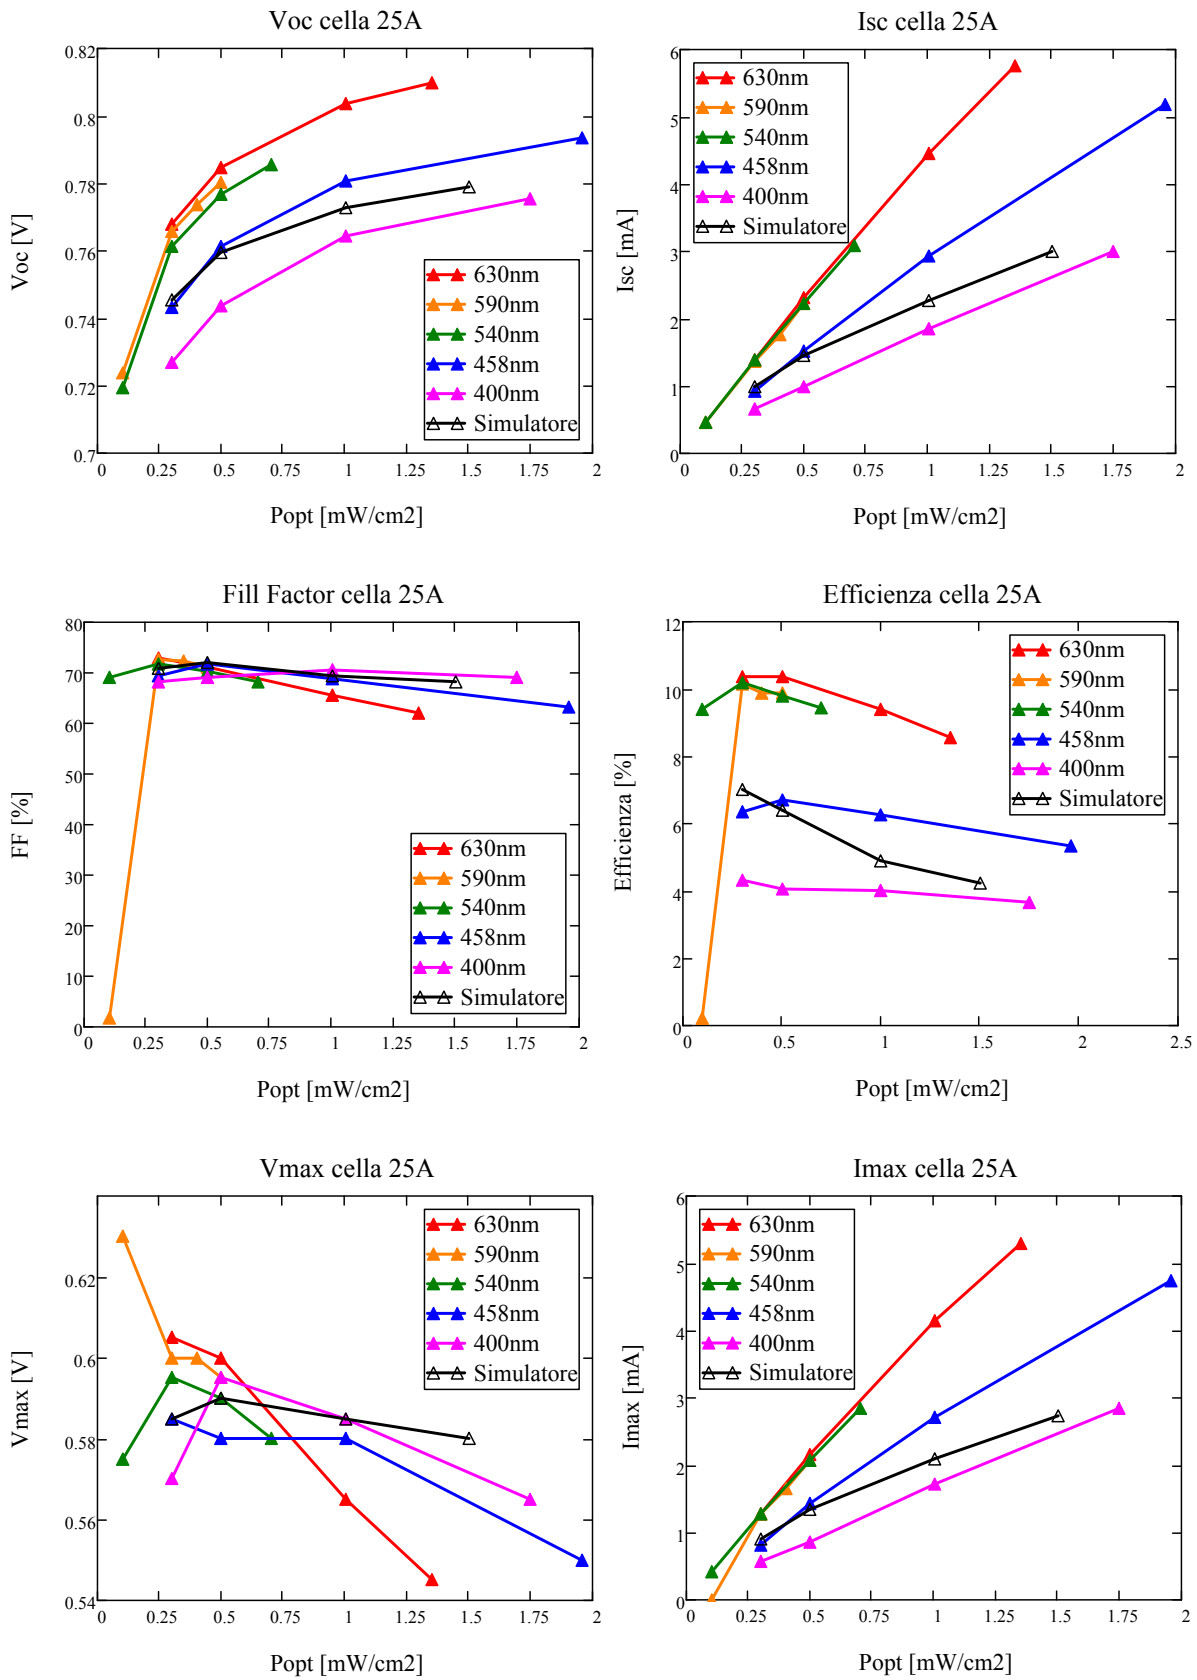 Voc cella 25A
0.82
0.8
0.78
0.76
0.74
0.72
0.7
Voc [V]
630nm
590nm
540nm
458nm
400nm
Simulatore
0 0.25 0.5 0.75 1 1.25 1.5 1.75 2
Popt [mW/cm2]
Isc cella 25A
6
5
4
3
2
1
0
Isc [mA]
630nm
590nm
540nm
458nm
400nm
Simulatore
0 0.25 0.5 0.75 1 1.25 1.5 1.75 2
Popt [mW/cm2]
Fill Factor cella 25A
80
70
60
50
40
30
20
10
0
FF [%]
630nm
590nm
540nm
458nm
400nm
Simulatore
0 0.25 0.5 0.75 1 1.25 1.5 1.75 2
Popt [mW/cm2]
Efficienza cella 25A
12
10
8
6
4
2
0
Efficienza [%]
630nm
590nm
540nm
458nm
400nm
Simulatore
0 0.5 1 1.5 2 2.5
Popt [mW/cm2]
Vmax cella 25A
0.62
0.6
0.58
0.56
0.54
Vmax [V]
630nm
590nm
540nm
458nm
400nm
Simulatore
0 0.25 0.5 0.75 1 1.25 1.5 1.75 2
Popt [mW/cm2]
Imax cella 25A
6
5
4
3
2
1
0
Imax [mA]
630nm
590nm
540nm
458nm
400nm
Simulatore
0 0.25 0.5 0.75 1 1.25 1.5 1.75 2
Popt [mW/cm2]